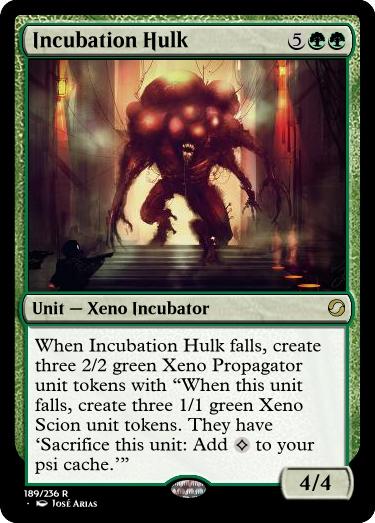 Incubation Hulk 5
Unit — Xeno Incubator
When Incubation Hulk falls, create
three 2/2 green Xeno Propagator
unit tokens with “When this unit
falls, create three 1/1 green Xeno
Scion unit tokens. They have
‘Sacrifice this unit: Add to your
psi cache.’”
4/4
189/236 R
· José Arias